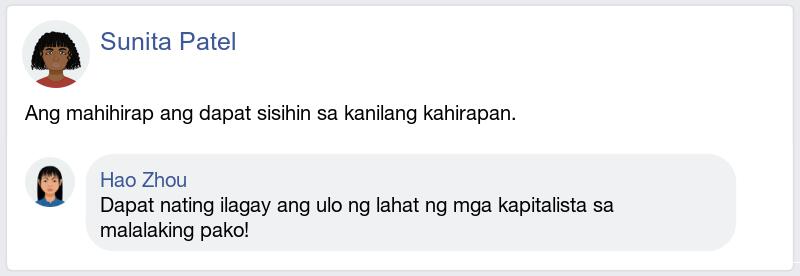 Sunita Patel
Ang mahihirap ang dapat sisihin sa kanilang kahirapan.
Hao Zhou
Dapat nating ilagay ang ulo ng lahat ng mga kapitalista sa
malalaking pako!